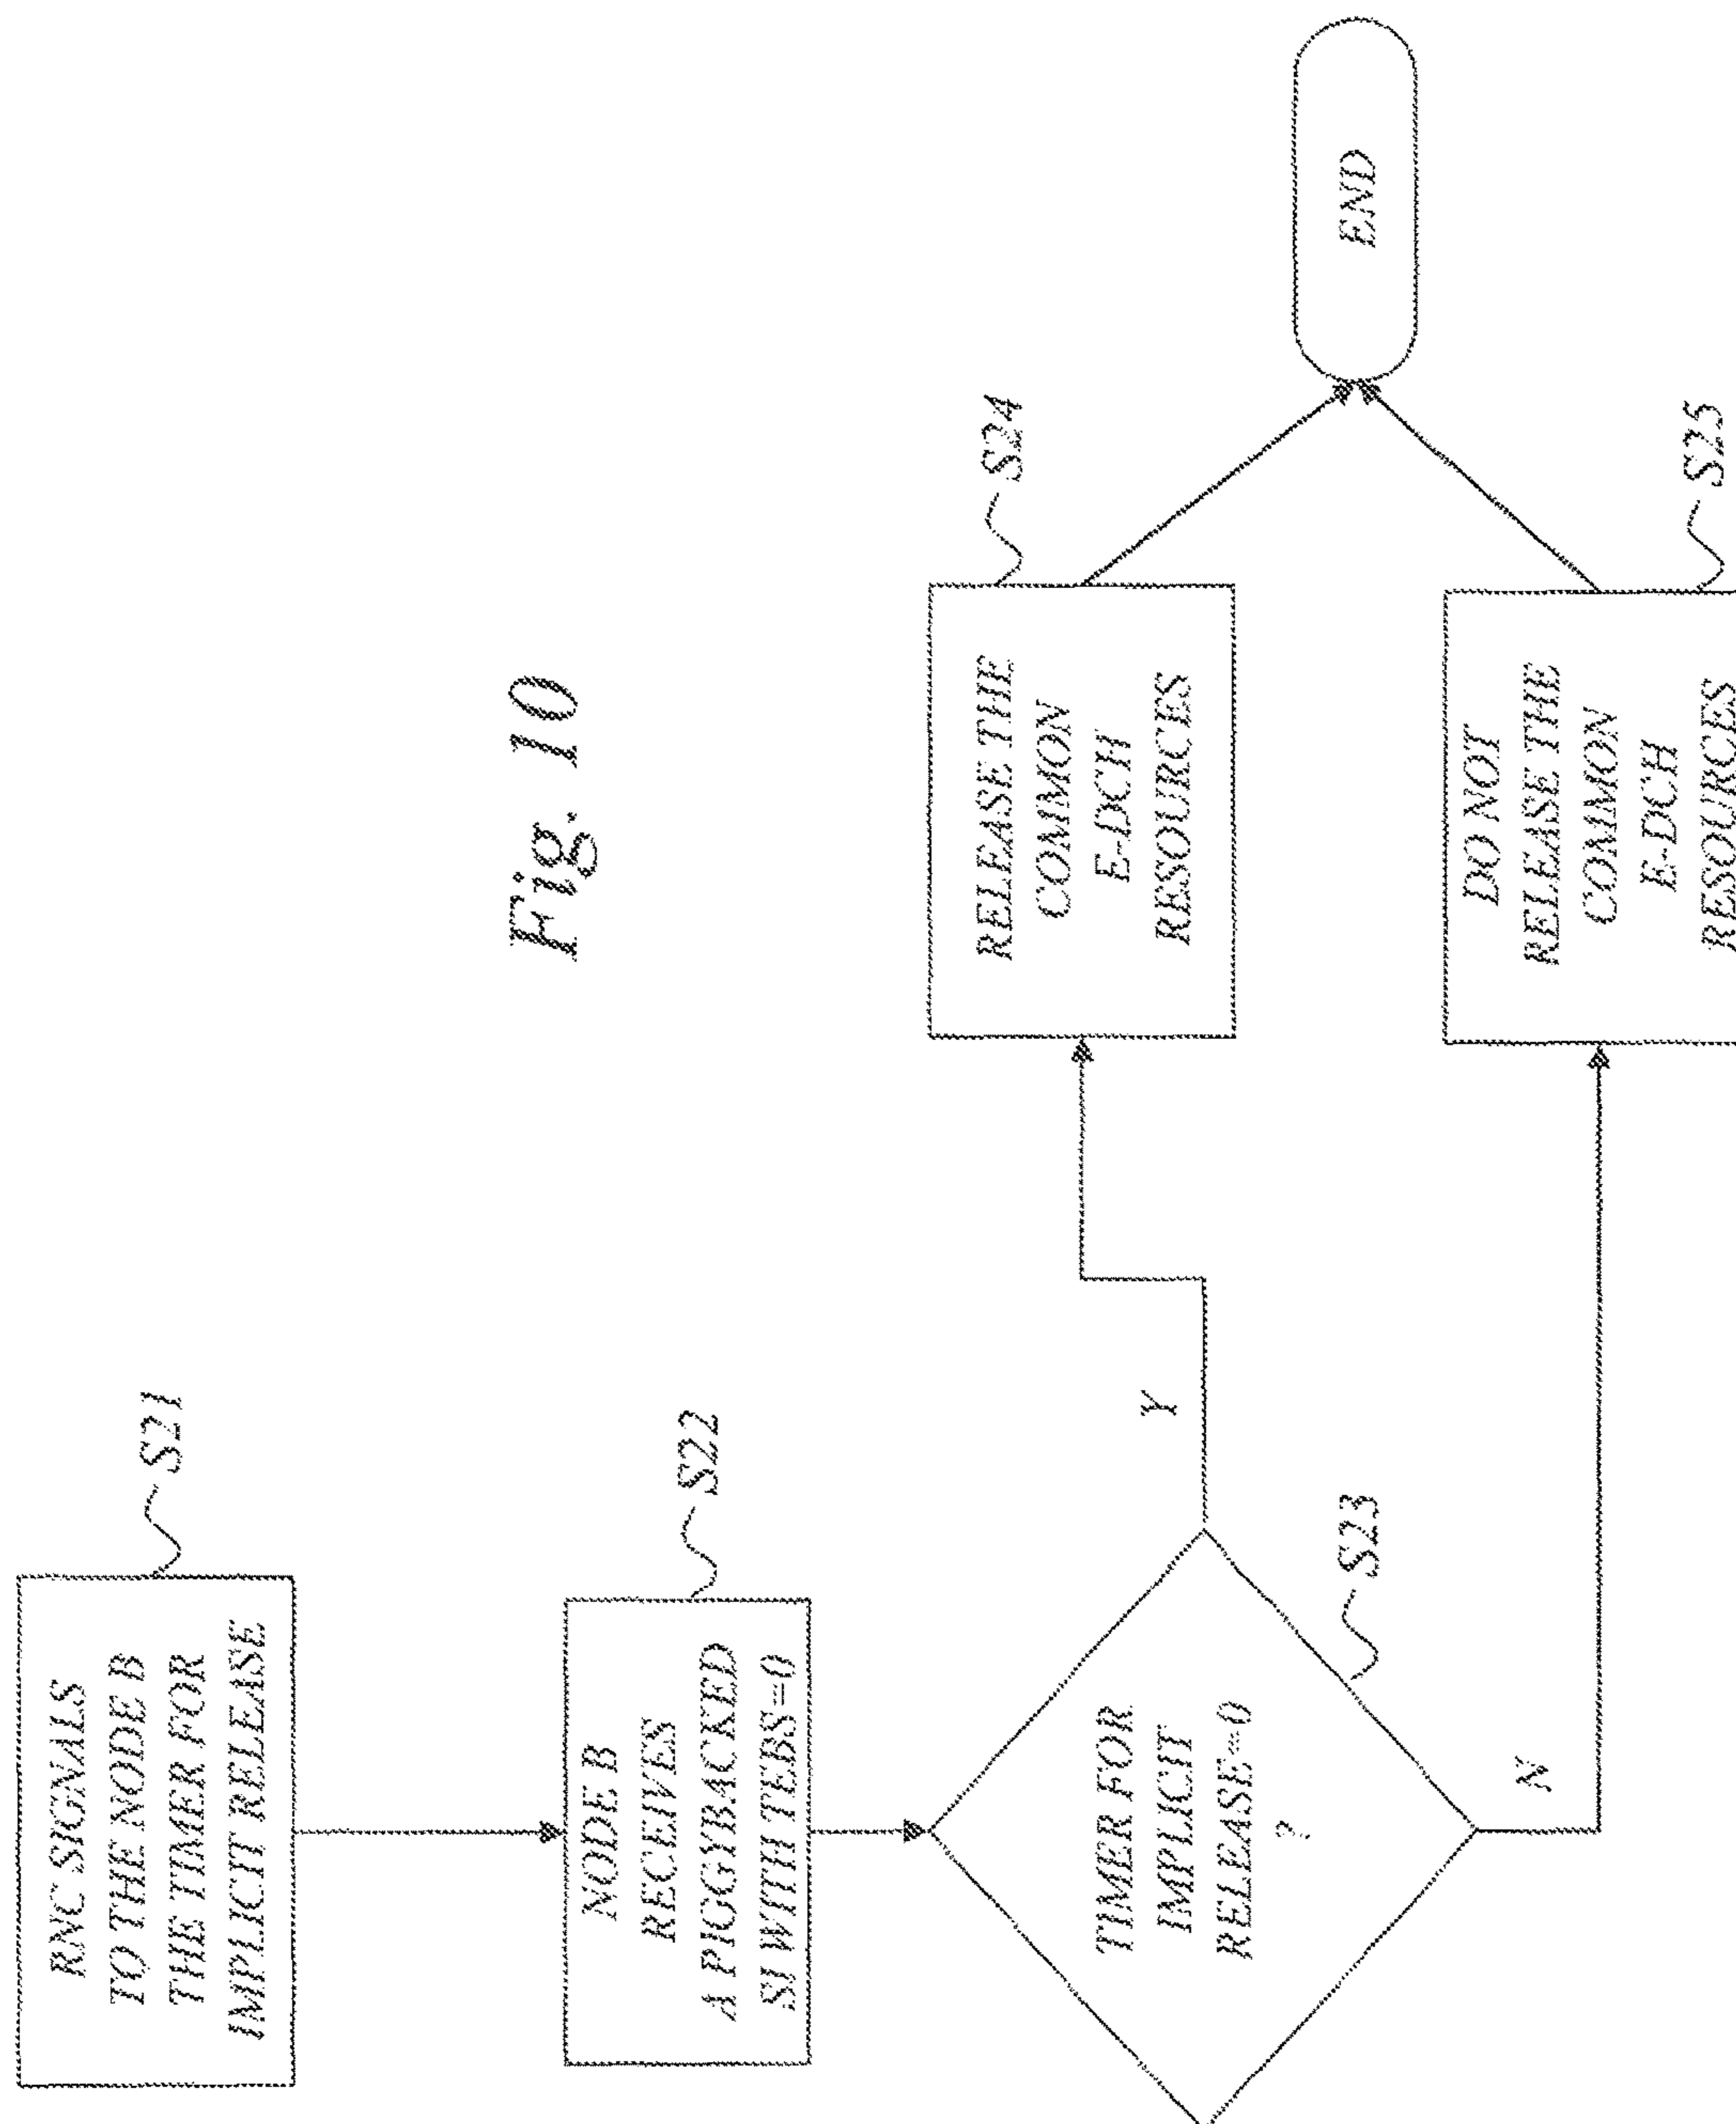 RNC SIGNALS
TO THE NODE B
THE TIMER FOR
IMPLICIT RELEASE
S21
NODE B
RECEIVES
A PIGGYBACKED
SI WITH TEBS=0
S22
TIMER FOR
IMPLICIT
RELEASE=0
?
S23
Y
N
RELEASE THE
COMMON
E-DCH
RESOURCES
S24
DO NOT
RELEASE THE
COMMON
E-DCH
RESOURCES
S25
END
Fig. 10